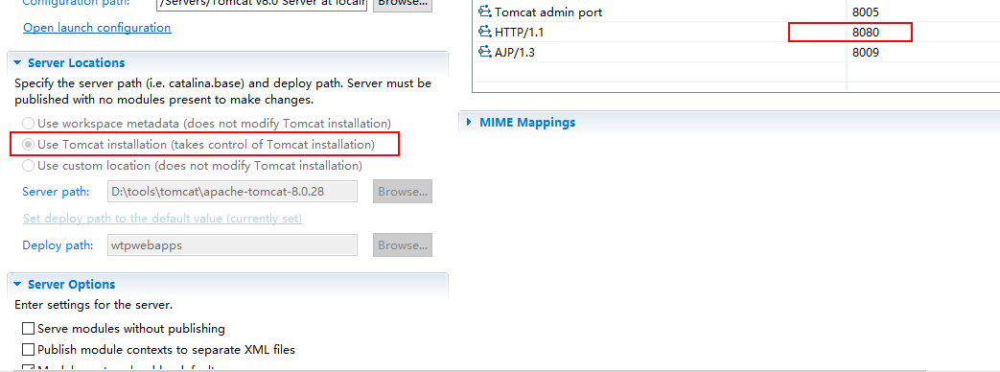 Configuration path: /Servers/Tomcat v8.0 Server at localh Browse...
Open launch configuration
Server Locations
Specify the server path (i.e. catalina.base) and deploy path. Server must be
published with no modules present to make changes.
Use workspace metadata (does not modify Tomcat installation)
Use Tomcat installation (takes control of Tomcat installation)
Use custom location (does not modify Tomcat installation)
Server path: D:\tools\tomcat\apache-tomcat-8.0.28 Browse...
Set deploy path to the default value (currently set)
Deploy path: wtpwebapps Browse...
Server Options
Enter settings for the server.
Serve modules without publishing
Publish module contexts to separate XML files
Tomcat admin port 8005
HTTP/1.1 8080
AJP/1.3 8009
MIME Mappings